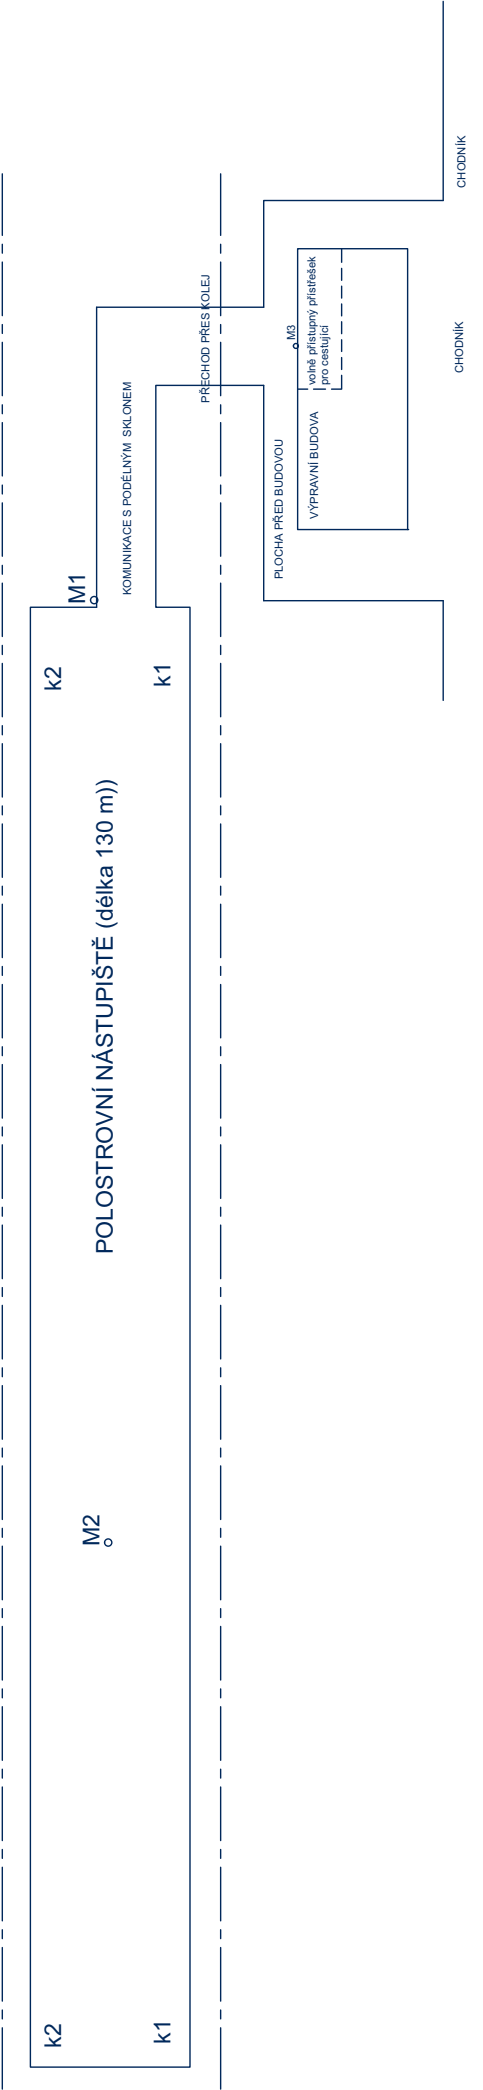 CHODNÍK
CHODNÍK
M3
volně přístupný přístřešek
pro cestující
VÝPRAVNÍ BUDOVA
PLOCHA PŘED BUDOVOU
PŘECHOD PŘES KOLEJ
KOMUNIKACE S PODÉLNÝM SKLONEM
M1
k2
k1
POLOSTROVNÍ NÁSTUPIŠTĚ (délka 130 m))
M2
k2
k1